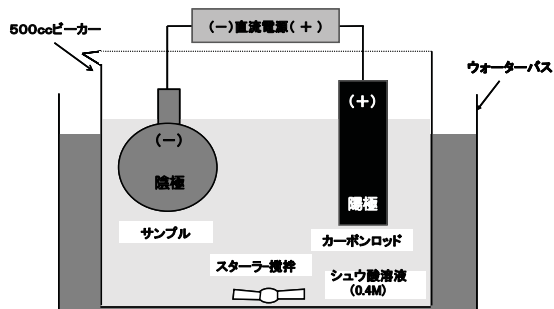 (－)直流電源(＋)
500ccビーカー
ウォーターバス
(－)
陰極
(＋)
陽極
サンプル
カーボンロッド
スターラー攪拌
シュウ酸溶液
(0.4M)